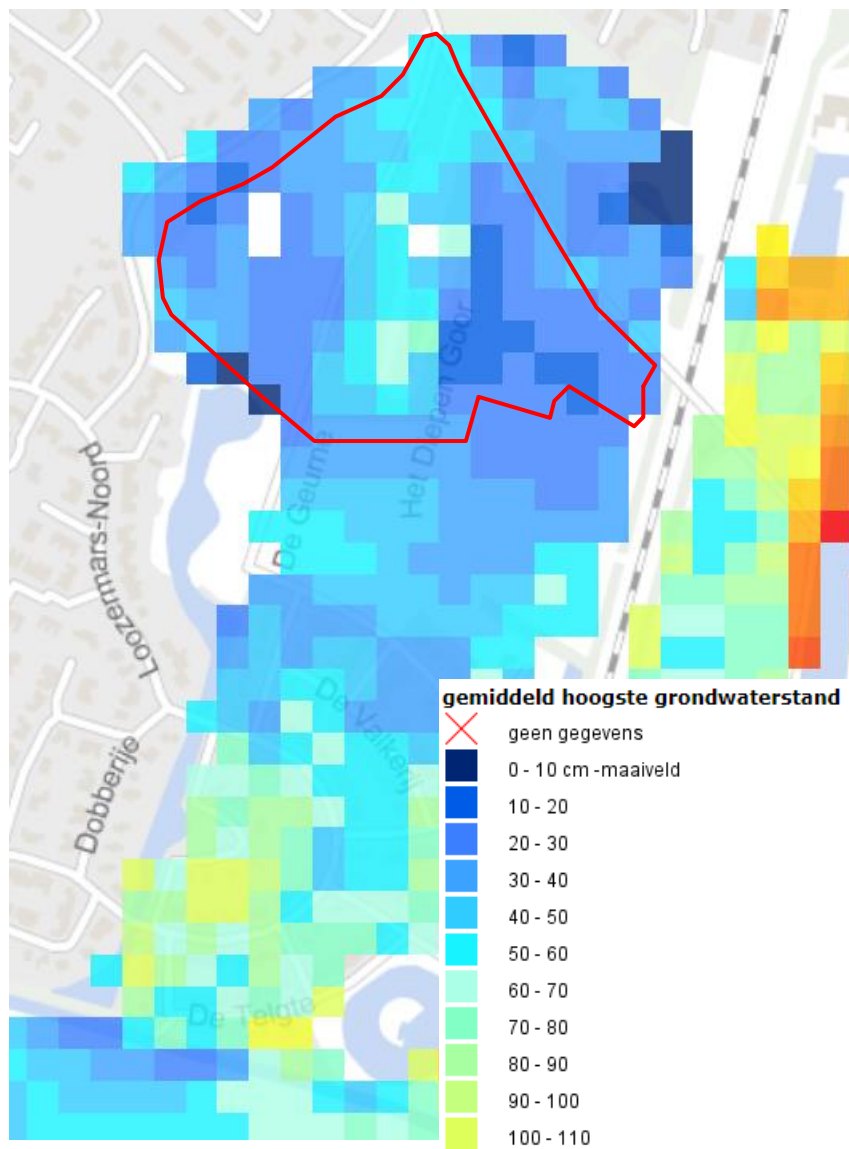 Het Diepen Goor
De Geurne
Loozermars-Noord
De Valkerij
Dobberije
De Telgte
gemiddeld hoogste grondwaterstand
geen gegevens
0 - 10 cm -maaiveld
10 - 20
20 - 30
30 - 40
40 - 50
50 - 60
60 - 70
70 - 80
80 - 90
90 - 100
100 - 110